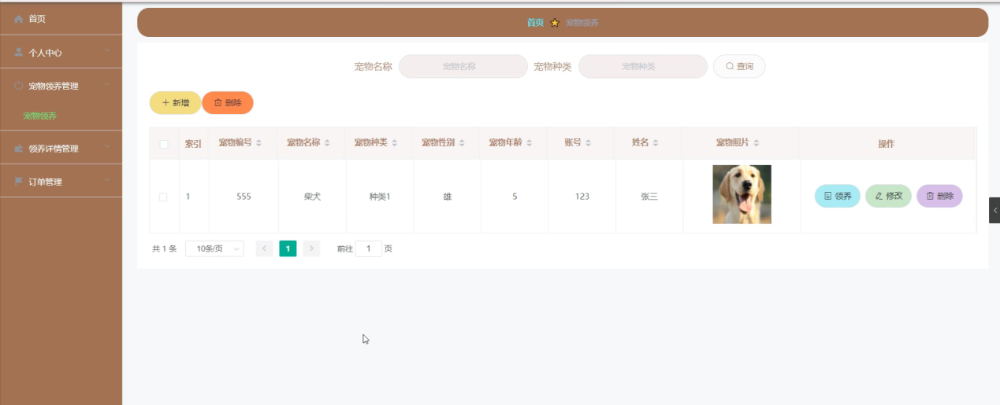 首页
个人中心
宠物领养管理
宠物领养
领养详情管理
订单管理
首页 宠物领养
宠物名称 宠物名称 宠物种类 宠物种类 查询
新增 删除
索引 宠物编号 宠物名称 宠物种类 宠物性别 宠物年龄 账号 姓名 宠物照片 操作
1 555 柴犬 种类1 雄 5 123 张三 领养 修改 删除
共 1 条 10条/页 1 前往 1 页